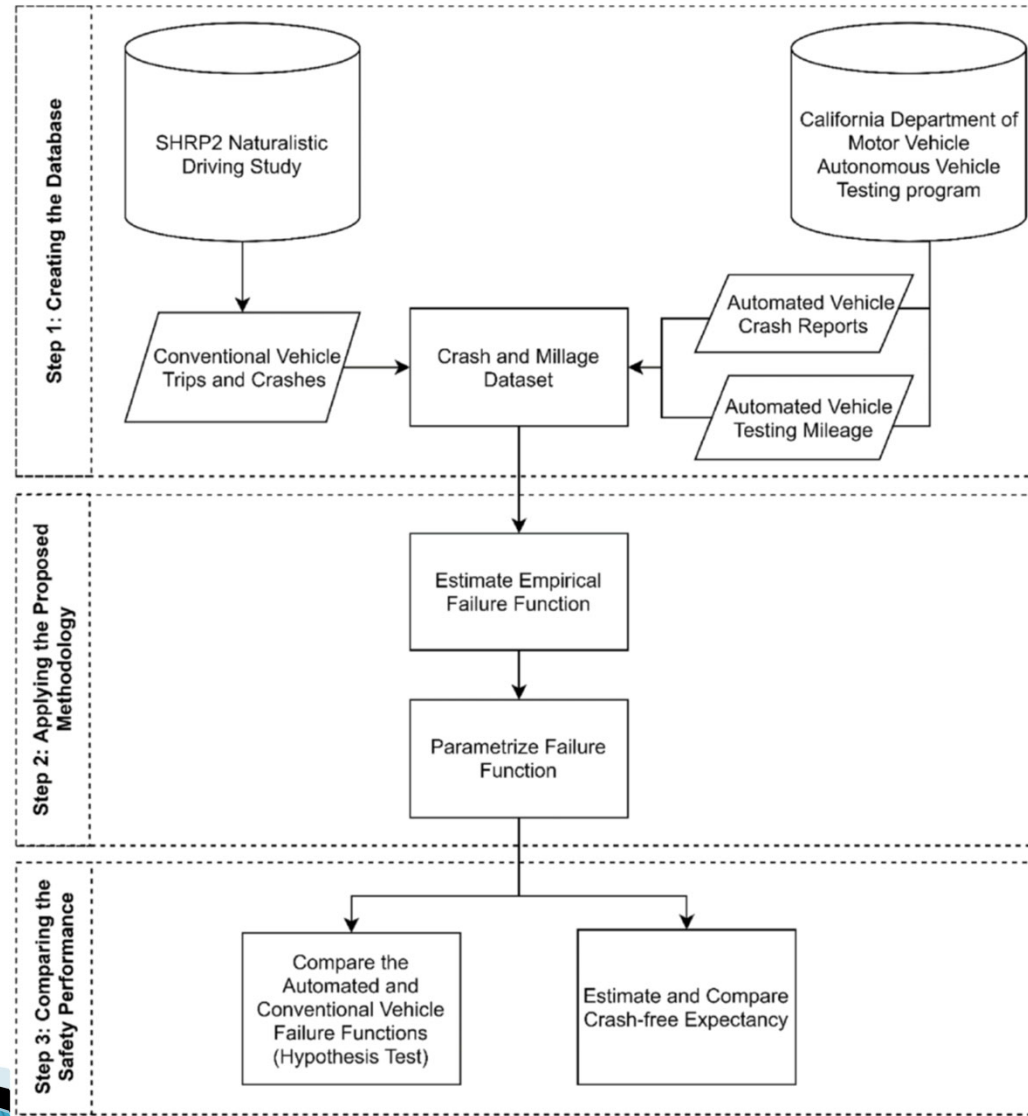 Step 1: Creating the Database
SHRP2 Naturalistic
Driving Study
California Department of
Motor Vehicle
Autonomous Vehicle
Testing program
Conventional Vehicle
Trips and Crashes
Crash and Millage
Dataset
Automated Vehicle
Crash Reports
Automated Vehicle
Testing Mileage
Step 2: Applying the Proposed
Methodology
Estimate Empirical
Failure Function
Parametrize Failure
Function
Step 3: Comparing the
Safety Performance
Compare the
Automated and
Conventional Vehicle
Failure Functions
(Hypothesis Test)
Estimate and Compare
Crash-free Expectancy